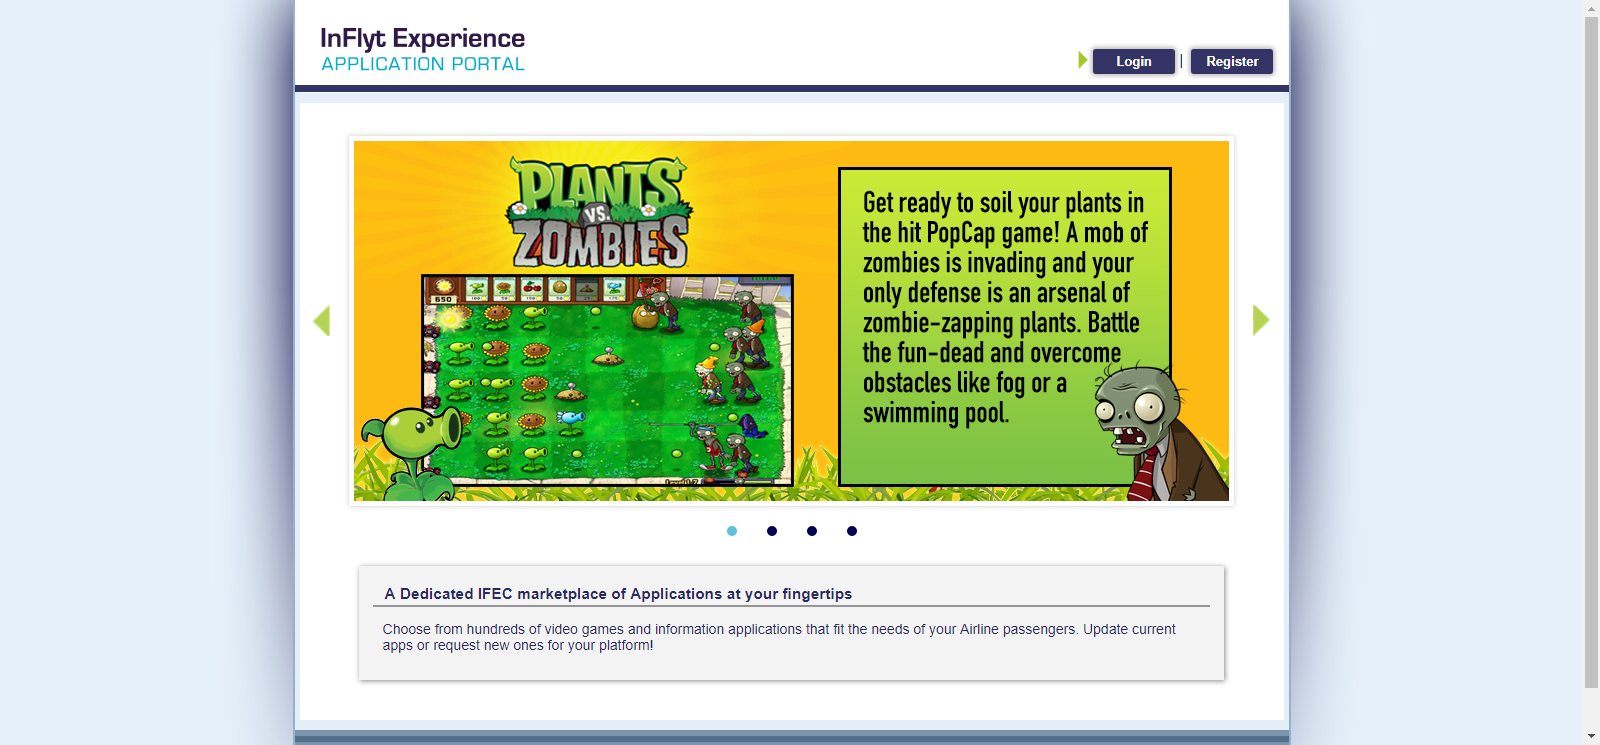 InFlyt Experience
APPLICATION PORTAL
Login | Register
PLANTS
VS.
ZOMBIES
650
Get ready to soil your plants in
the hit PopCap game! A mob of
zombies is invading and your
only defense is an arsenal of
zombie-zapping plants. Battle
the fun-dead and overcome
obstacles like fog or a
swimming pool.
A Dedicated IFEC marketplace of Applications at your fingertips
Choose from hundreds of video games and information applications that fit the needs of your Airline passengers. Update current
apps or request new ones for your platform!